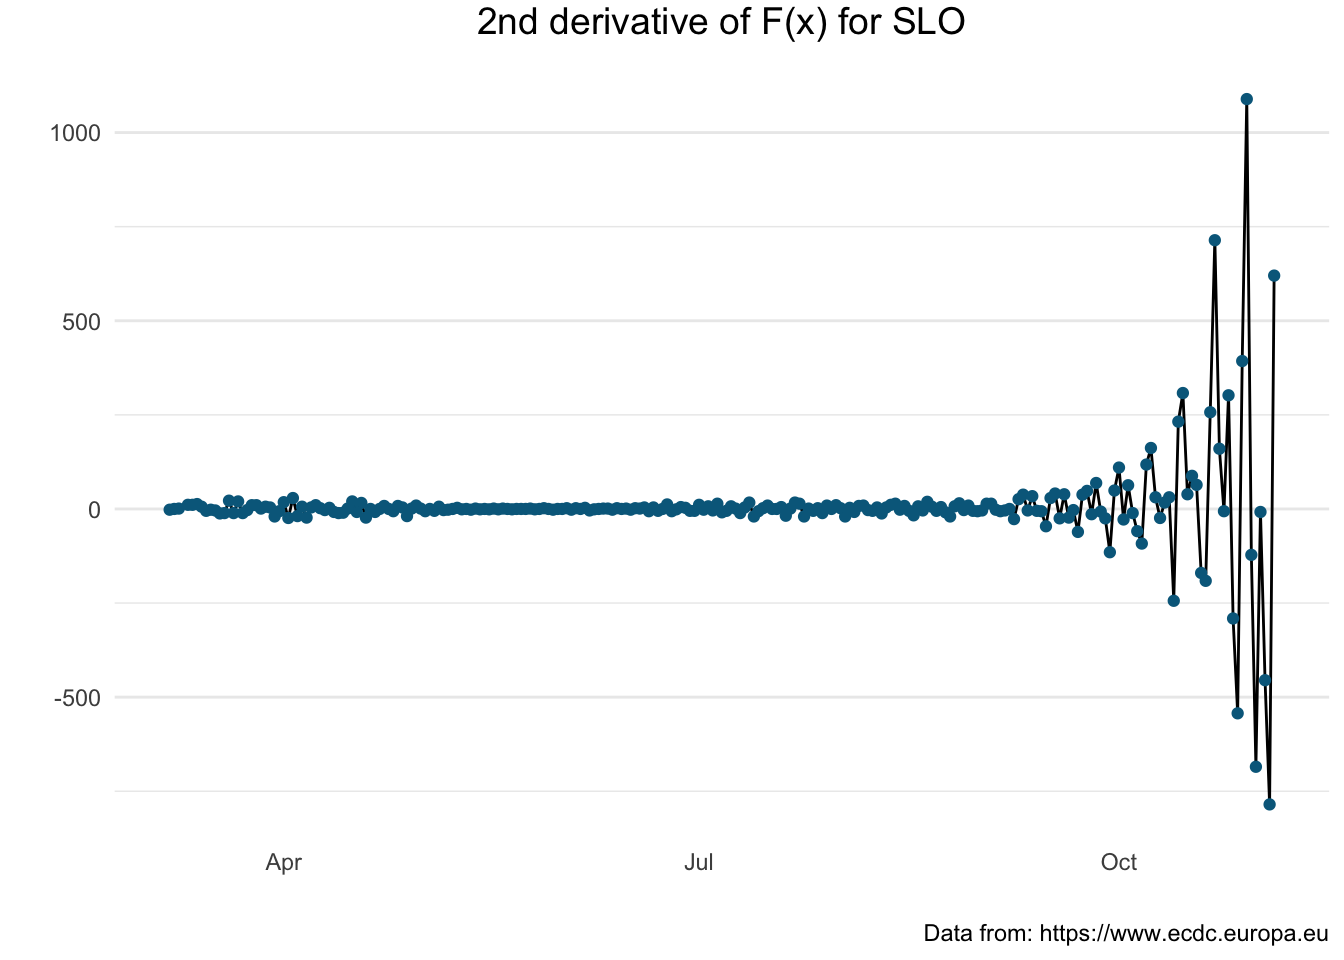 2nd derivative of F(x) for SLO
1000
500
0
-500
Apr Jul Oct
Data from: https://www.ecdc.europa.eu